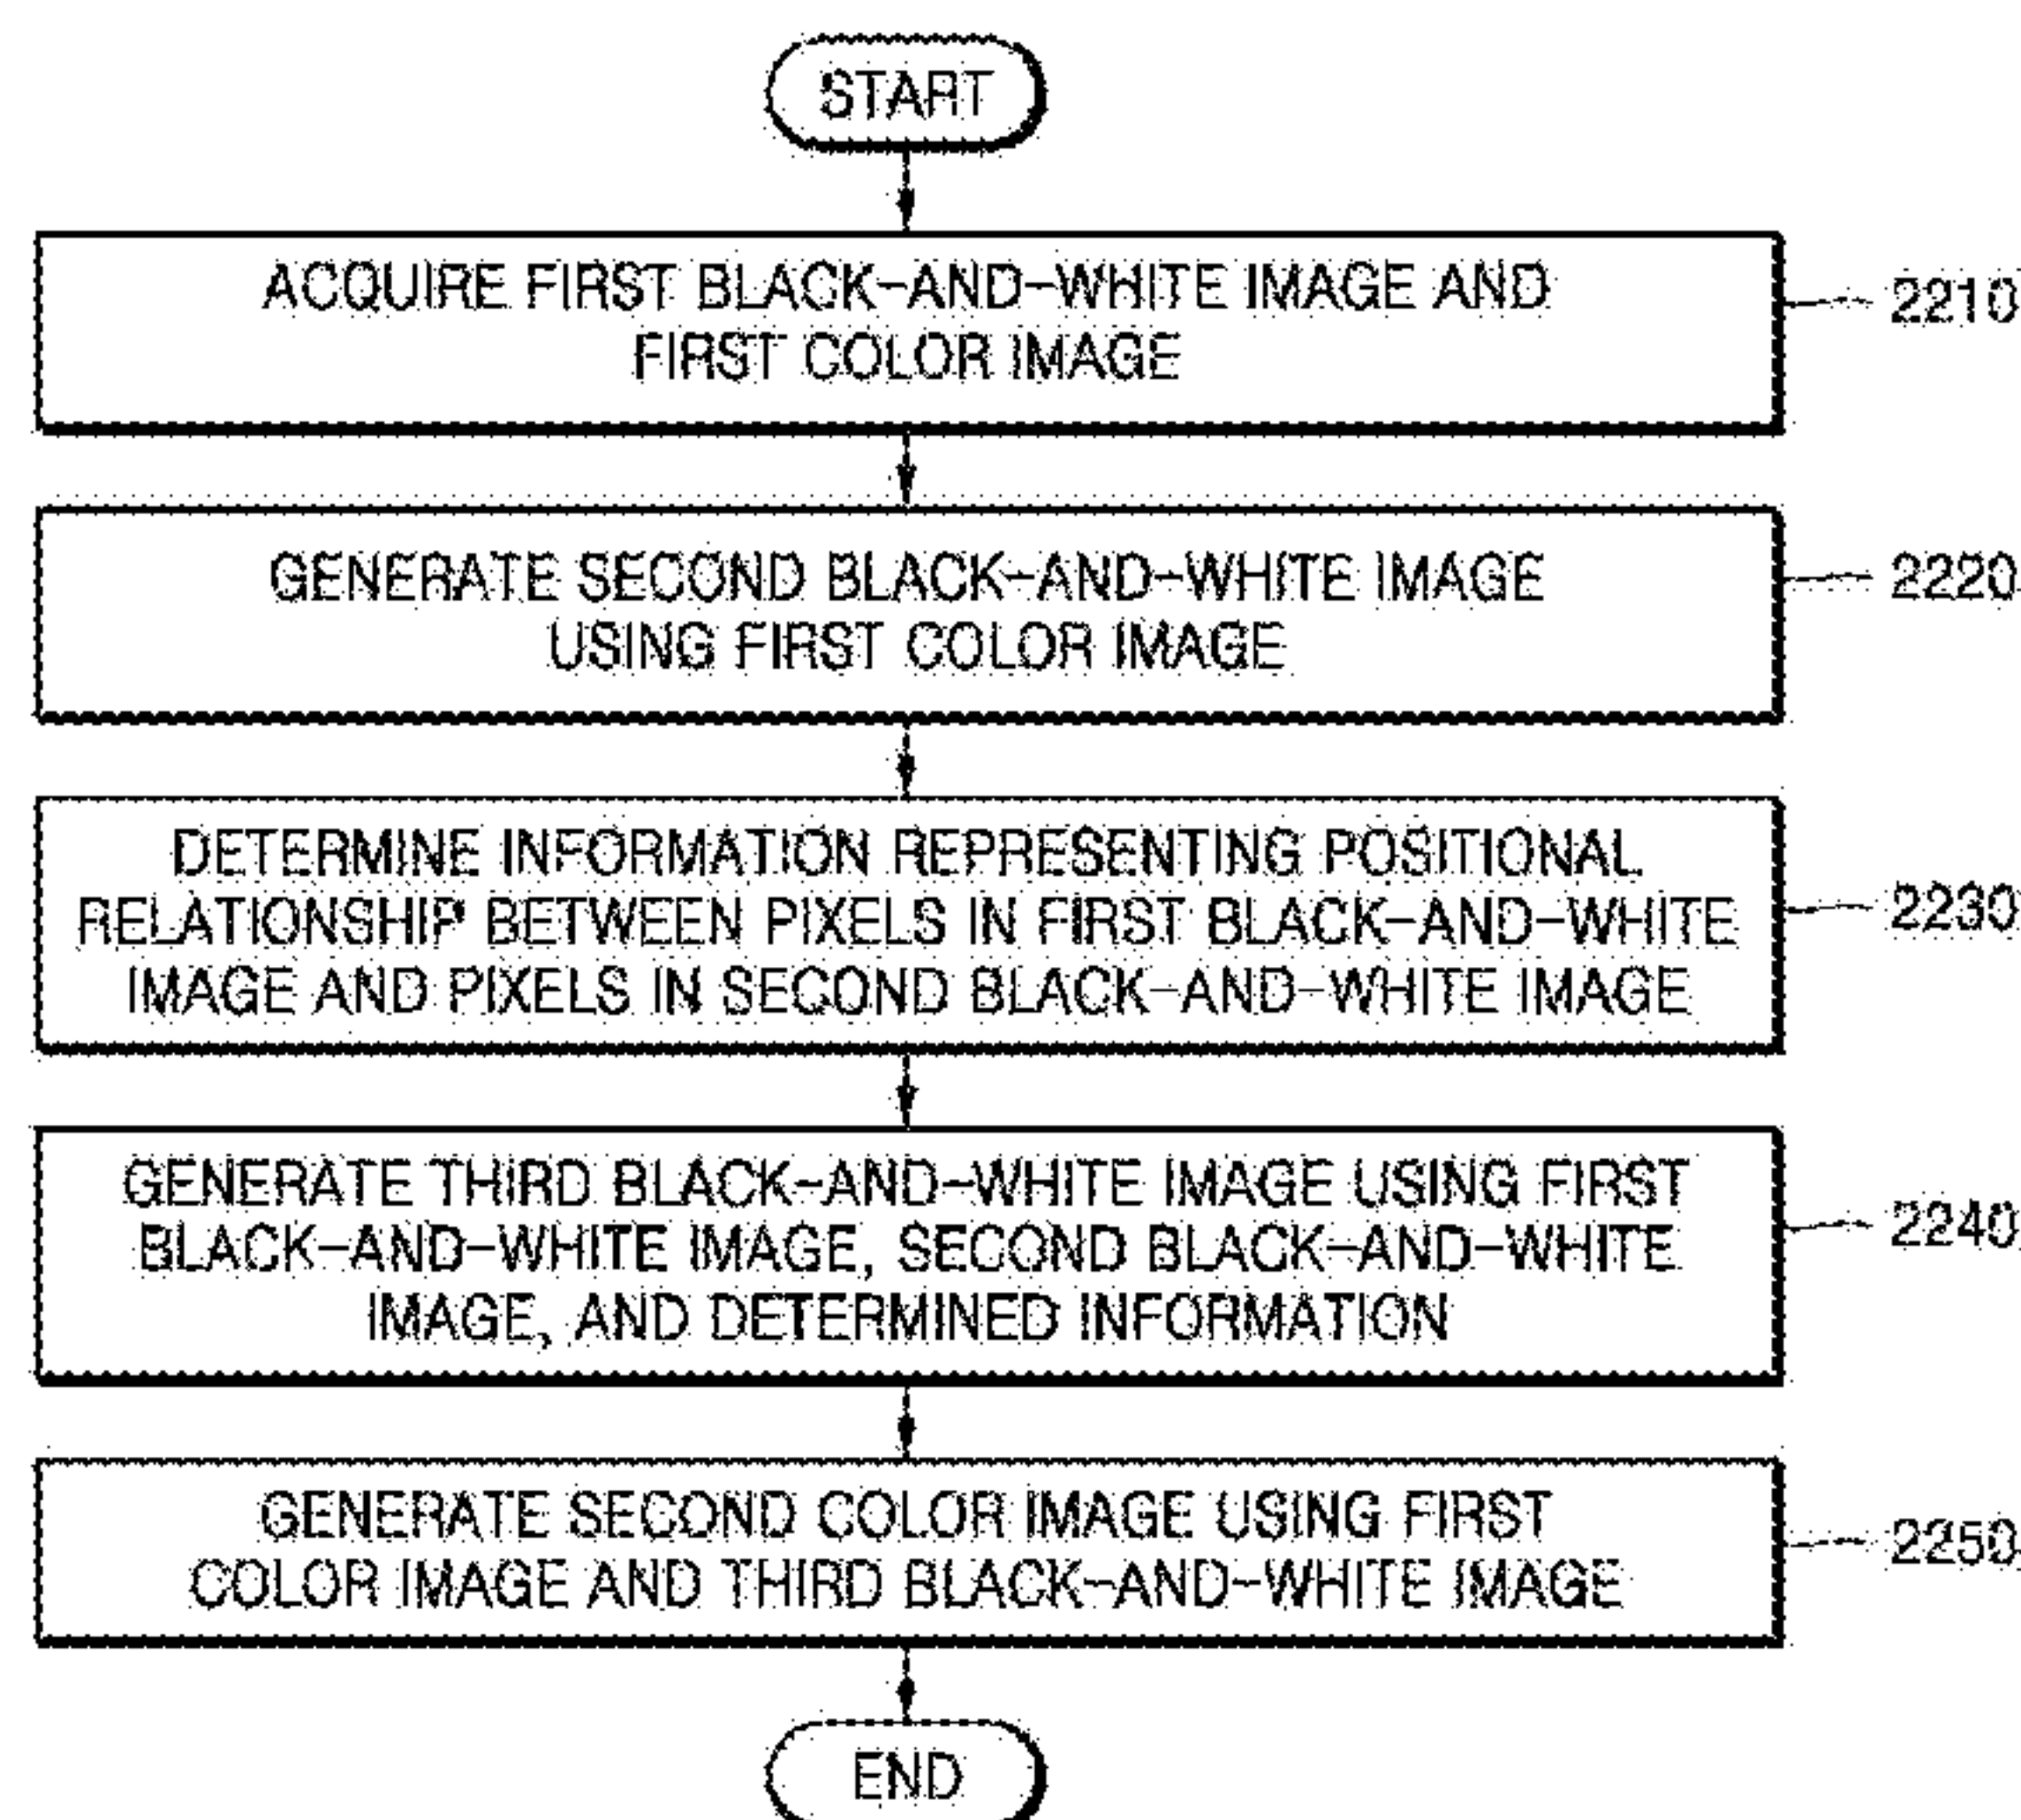 START
ACQUIRE FIRST BLACK-AND-WHITE IMAGE AND
FIRST COLOR IMAGE
2210
GENERATE SECOND BLACK-AND-WHITE IMAGE
USING FIRST COLOR IMAGE
2220
DETERMINE INFORMATION REPRESENTING POSITIONAL
RELATIONSHIP BETWEEN PIXELS IN FIRST BLACK-AND-WHITE
IMAGE AND PIXELS IN SECOND BLACK-AND-WHITE IMAGE
2230
GENERATE THIRD BLACK-AND-WHITE IMAGE USING FIRST
BLACK-AND-WHITE IMAGE, SECOND BLACK-AND-WHITE
IMAGE, AND DETERMINED INFORMATION
2240
GENERATE SECOND COLOR IMAGE USING FIRST
COLOR IMAGE AND THIRD BLACK-AND-WHITE IMAGE
2250
END